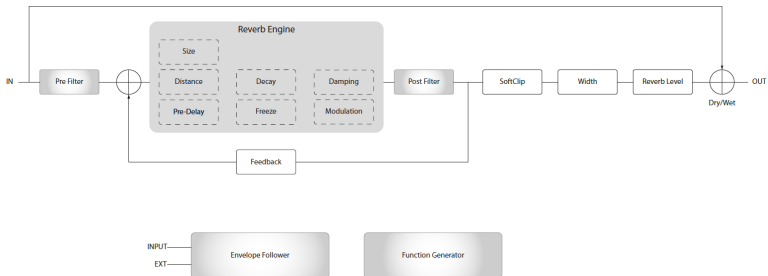 Reverb Engine
Size
IN
Pre Filter
Distance
Decay
Damping
Post Filter
SoftClip
Width
Reverb Level
OUT
Dry/Wet
Pre-Delay
Freeze
Modulation
Feedback
INPUT
EXT
Envelope Follower
Function Generator